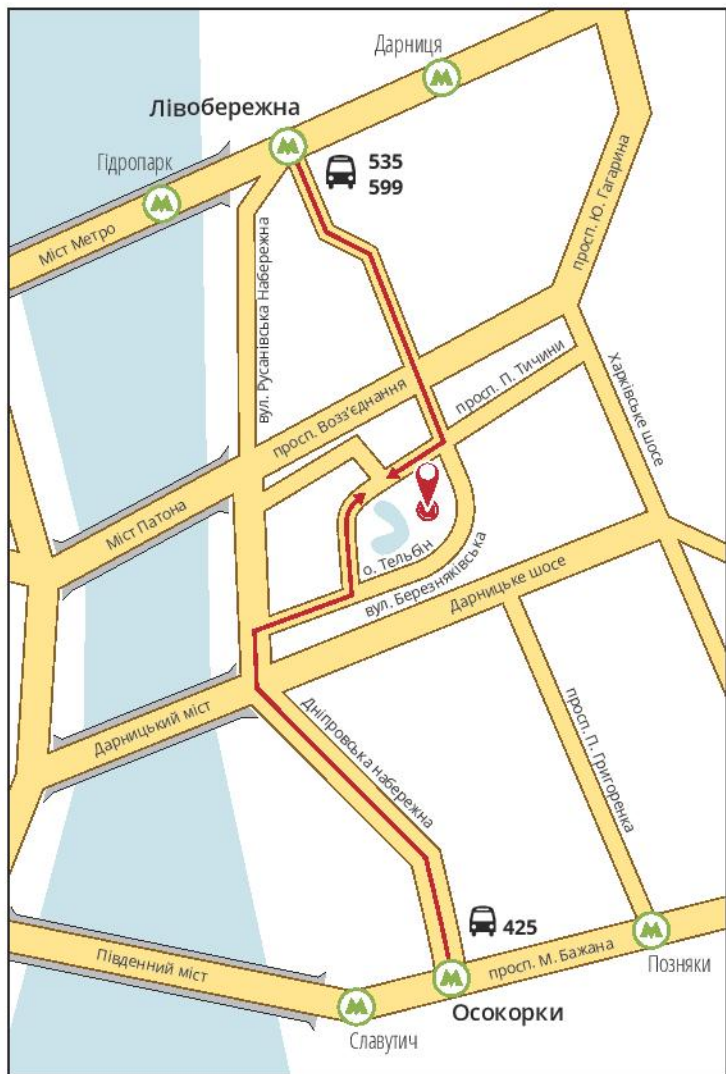 Дарниця
Лівобережна
535
599
Гідропарк
Міст Метро
вул. Русанівська Набережна
просп. Ю. Гагарина
просп. Возз'єднання
просп. П. Тичини
Харківське шосе
Міст Патона
о. Тельбін
вул. Березняківська
Дарницьке шосе
Дарницький міст
Дніпровська набережна
просп. П. Григоренка
425
Південний міст
просп. М. Бажана
Позняки
Осокорки
Славутич